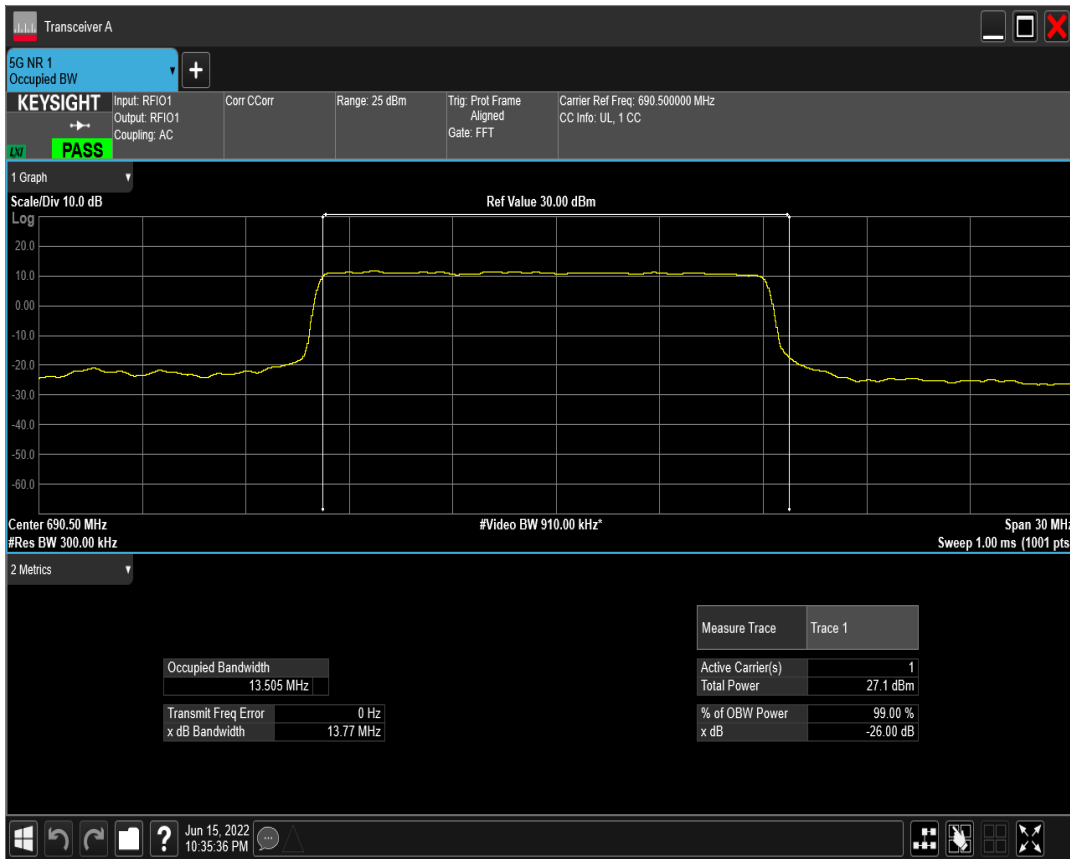 Transceiver A
5G NR 1
Occupied BW
KEYSIGHT
LXI
PASS
Input: RFIO1
Output: RFIO1
Coupling: AC
Corr CCorr
Range: 25 dBm
Trig: Prot Frame
Aligned
Gate: FFT
Carrier Ref Freq: 690.500000 MHz
CC Info: UL, 1 CC
1 Graph
Scale/Div 10.0 dB
Ref Value 30.00 dBm
Log
20.0
10.0
0.00
-10.0
-20.0
-30.0
-40.0
-50.0
-60.0
Center 690.50 MHz
#Video BW 910.00 kHz*
Span 30 MHz
#Res BW 300.00 kHz
Sweep 1.00 ms (1001 pts
2 Metrics
Measure Trace Trace 1
Occupied Bandwidth
13.505 MHz
Active Carrier(s) 1
Total Power 27.1 dBm
Transmit Freq Error 0 Hz
x dB Bandwidth 13.77 MHz
% of OBW Power 99.00 %
x dB -26.00 dB
?
Jun 15, 2022
10:35:36 PM